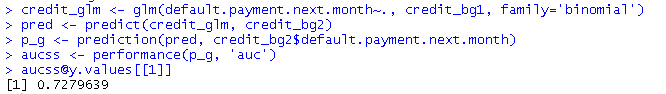 > credit_glm <- glm(default.payment.next.month~., credit_bg1, family='binomial')
> pred <- predict(credit_glm, credit_bg2)
> p_g <- prediction(pred, credit_bg2$default.payment.next.month)
> aucss <- performance(p_g, 'auc')
> aucss@y.values[[1]]
[1] 0.7279639